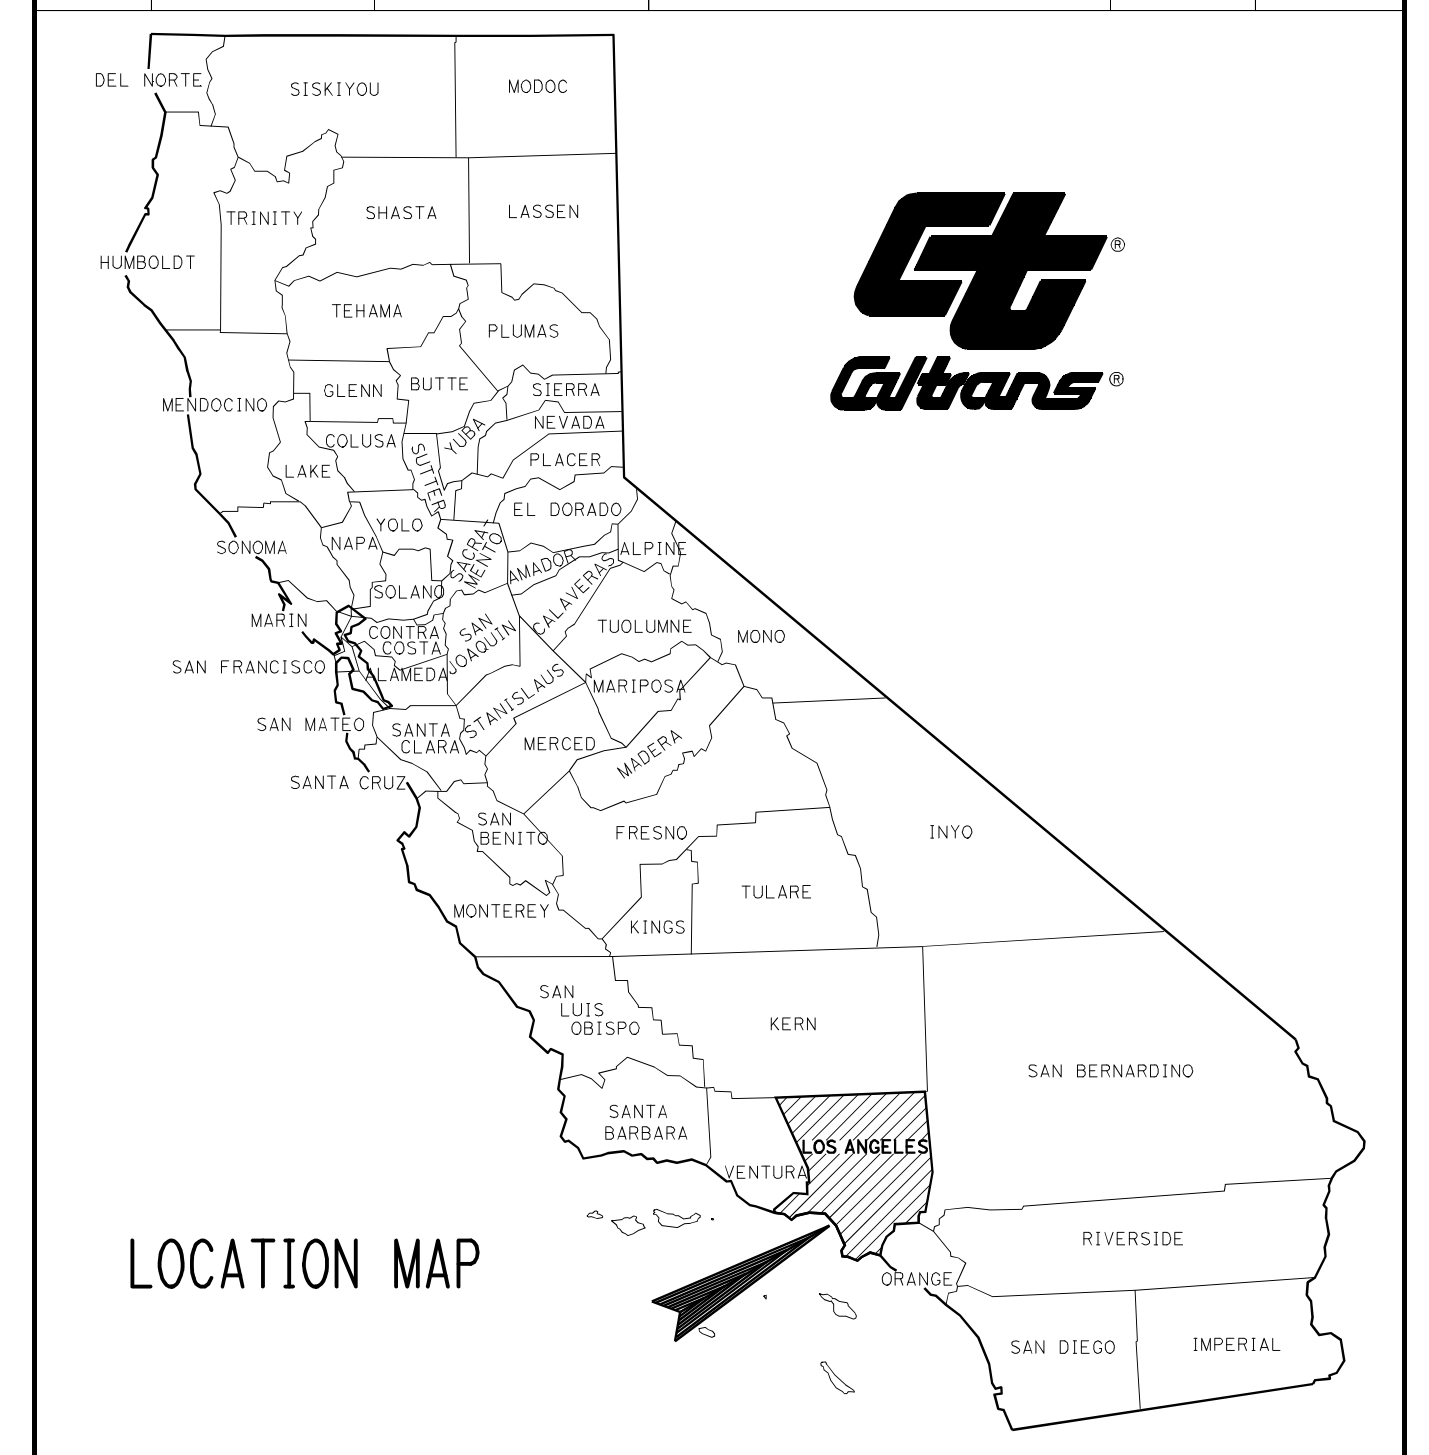 DEL NORTE
SISKIYOU
MODOC
TRINITY
SHASTA
LASSEN
HUMBOLDT
TEHAMA
PLUMAS
GLENN
BUTTE
SIERRA
MENDOCINO
NEVADA
YUBA
COLUSA
SUTTER
PLACER
LAKE
EL DORADO
YOLO
NAPA
SONOMA
SACRA-
MENTO
ALPINE
AMADOR
SOLANO
CALAVERAS
MARIN
CONTRA
COSTA
SAN
JOAQUIN
TUOLUMNE
MONO
SAN FRANCISCO
ALAMEDA
STANISLAUS
MARIPOSA
SAN MATEO
SANTA
CLARA
MERCED
MADERA
SANTA CRUZ
SAN
BENITO
FRESNO
INYO
TULARE
MONTEREY
KINGS
SAN
LUIS
OBISPO
KERN
SAN BERNARDINO
SANTA
BARBARA
LOS ANGELES
VENTURA
RIVERSIDE
ORANGE
SAN DIEGO
IMPERIAL
Ct ®
Caltrans ®
LOCATION MAP